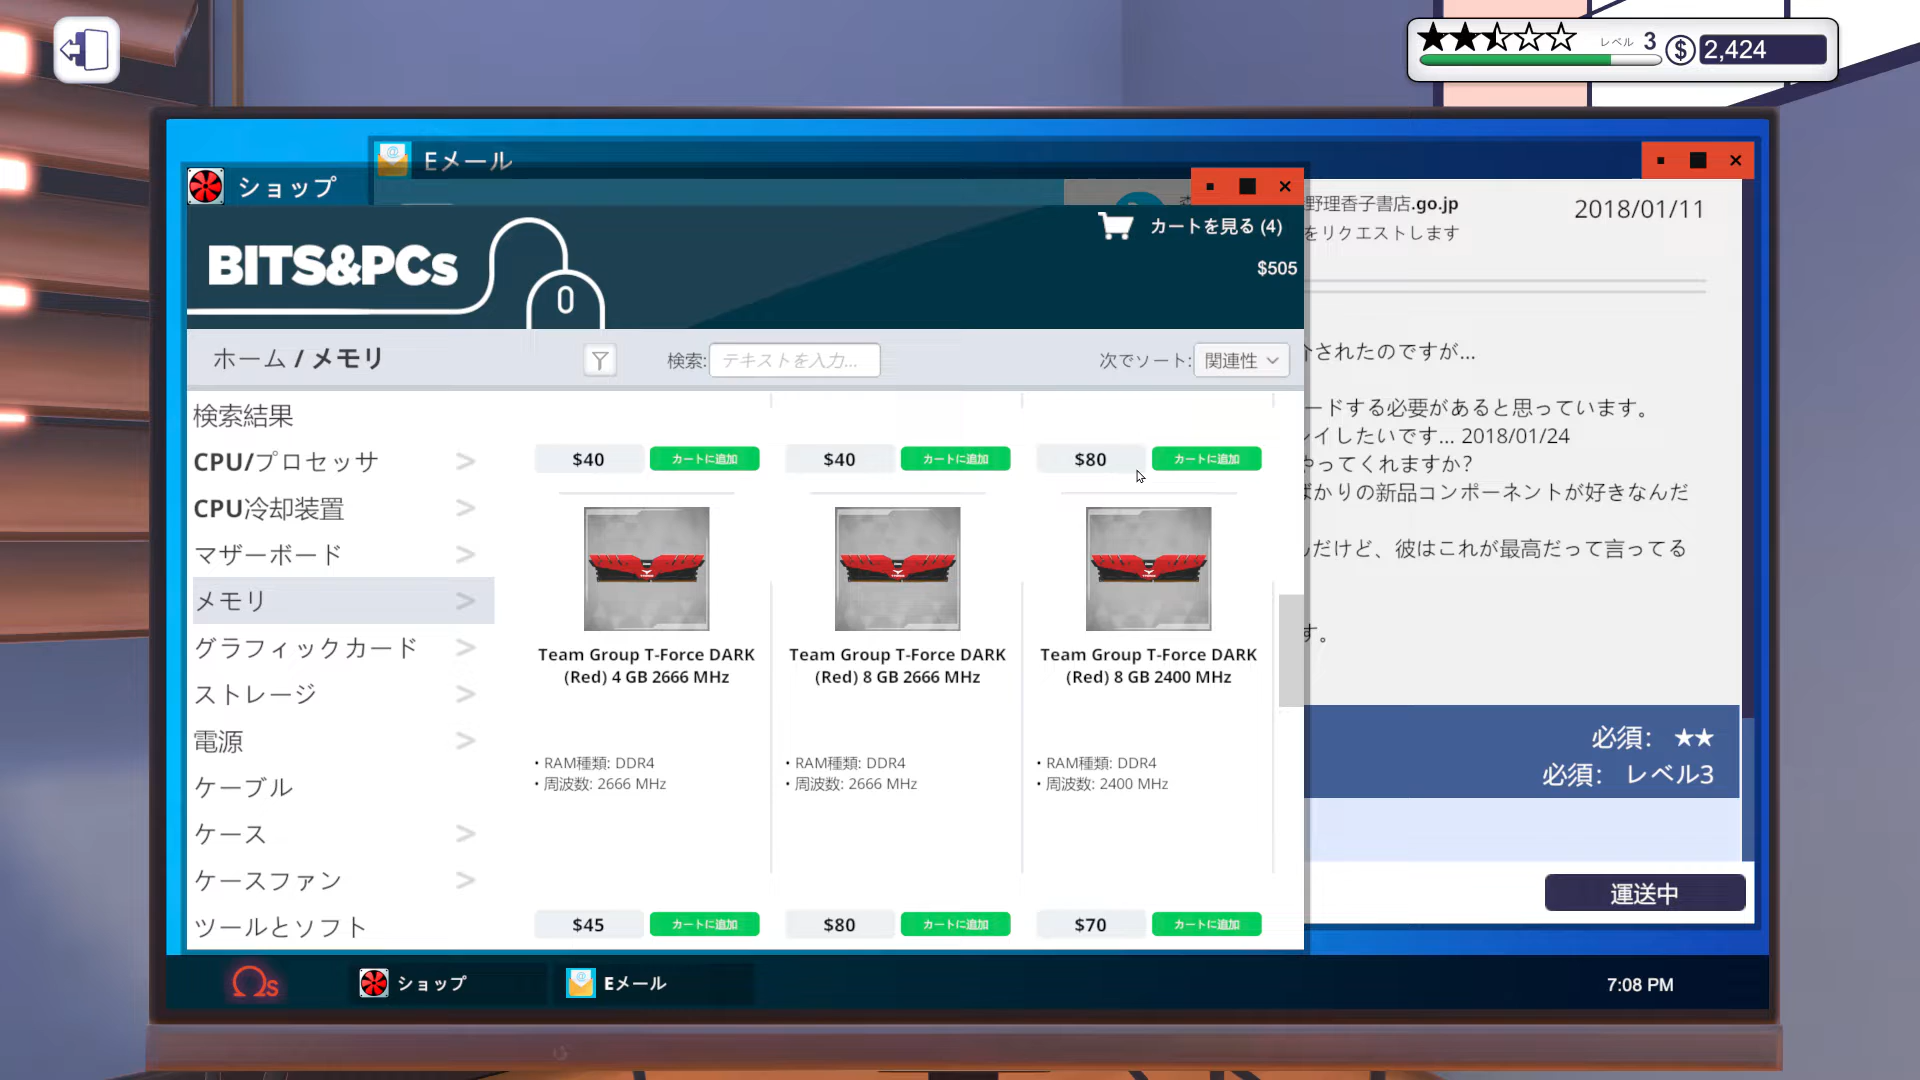 レベル 3
2,424
Eメール
ショップ
野理香子書店.go.jp
2018/01/11
をリクエストします
カートを見る (4)
$505
BITS&PCs
ホーム / メモリ
検索:
テキストを入力...
次でソート:
関連性
介されたのですが...
ードする必要があると思っています。
レイしたいです... 2018/01/24
やってくれますか?
ばかりの新品コンポーネントが好きなんだ
んだけど、彼はこれが最高だって言ってる
す。
検索結果
CPU/プロセッサ
CPU冷却装置
マザーボード
メモリ
グラフィックカード
ストレージ
電源
ケーブル
ケース
ケースファン
ツールとソフト
$40
カートに追加
$40
カートに追加
$80
カートに追加
Team Group T-Force DARK
(Red) 4 GB 2666 MHz
• RAM種類: DDR4
• 周波数: 2666 MHz
$45
カートに追加
Team Group T-Force DARK
(Red) 8 GB 2666 MHz
• RAM種類: DDR4
• 周波数: 2666 MHz
$80
カートに追加
Team Group T-Force DARK
(Red) 8 GB 2400 MHz
• RAM種類: DDR4
• 周波数: 2400 MHz
$70
カートに追加
必須: ★★
必須: レベル3
運送中
Ωs
ショップ
Eメール
7:08 PM